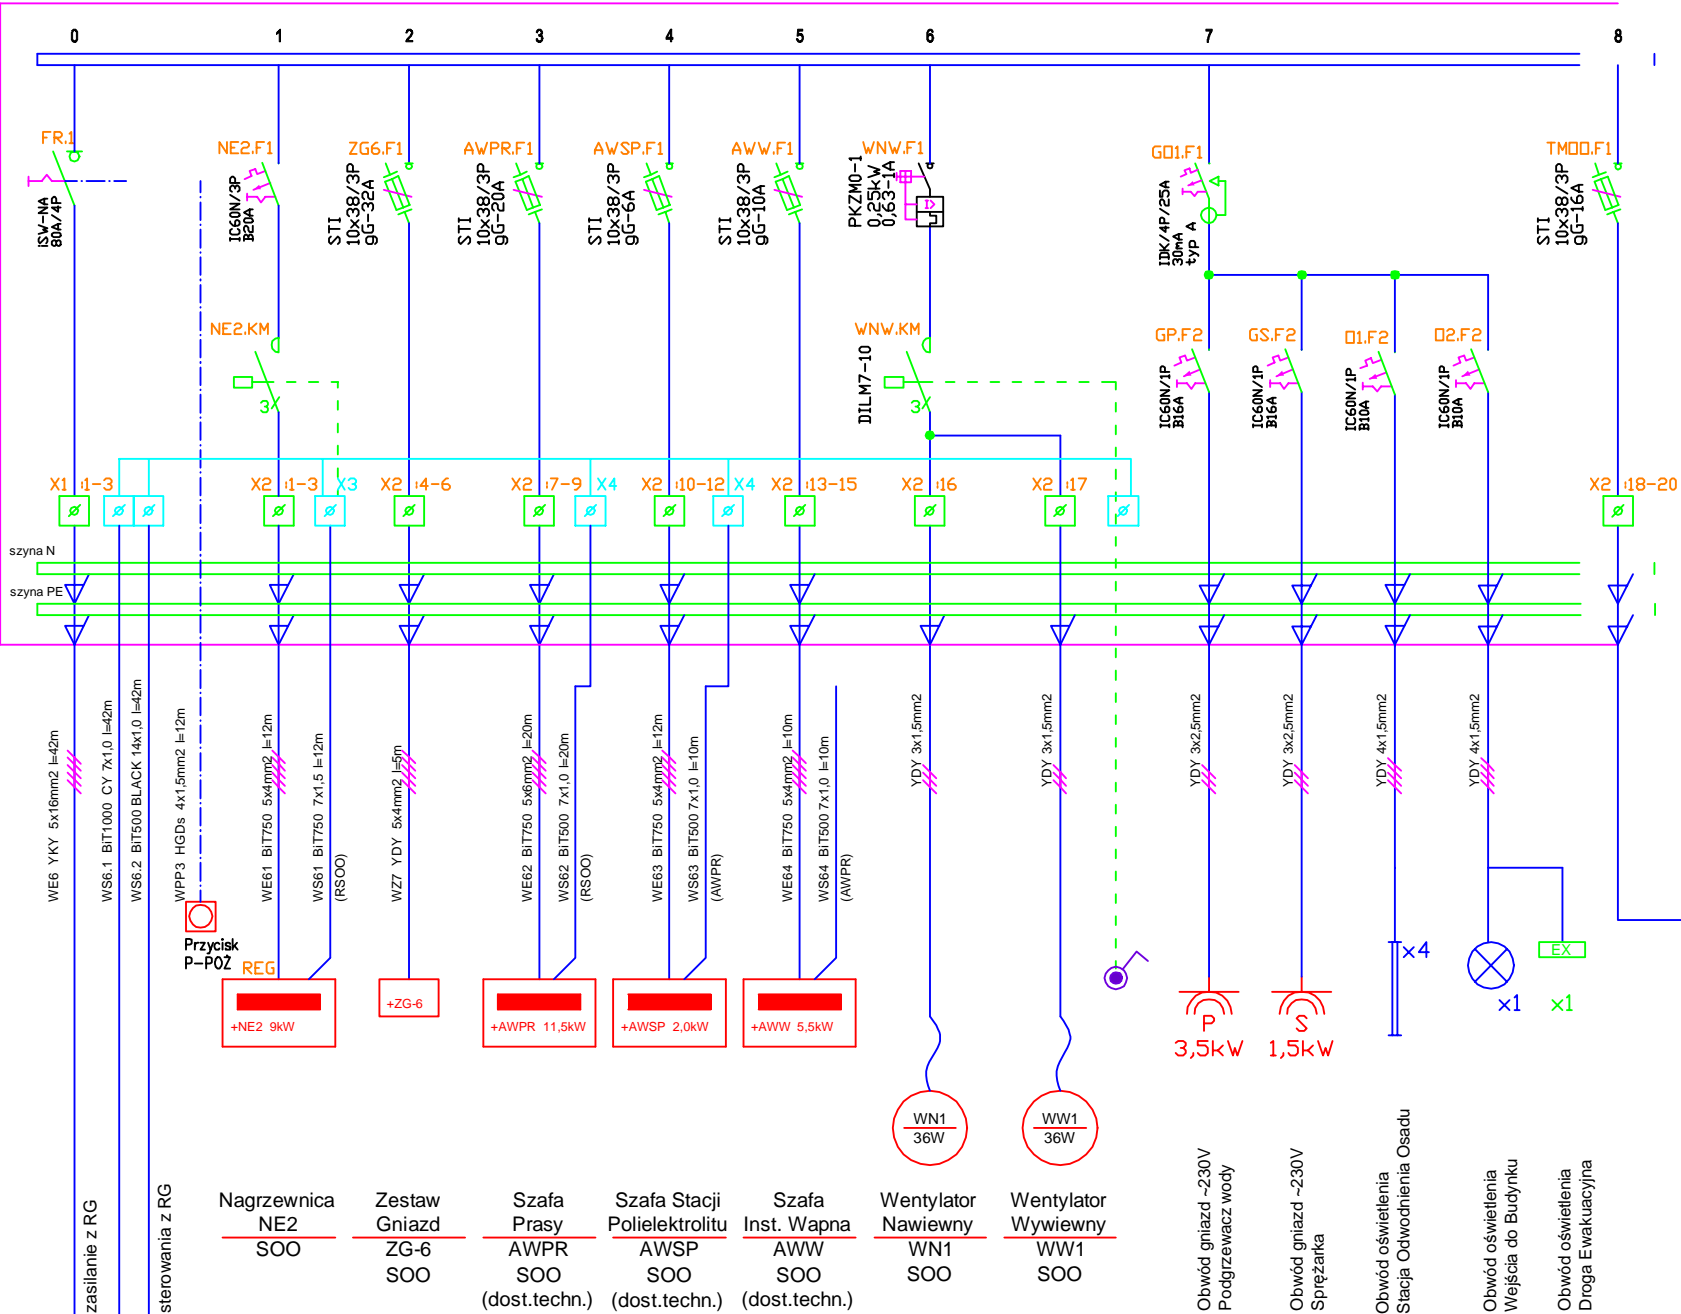 0 1 2 3 4 5 6 7 8
FR.1
ISW-NA
80A/4P
NE2.F1
IC60N/3P
B20A
ZG6.F1
STI
10x38/3P
gG-32A
AWPR.F1
STI
10x38/3P
gG-20A
AWSP.F1
STI
10x38/3P
gG-6A
AWW.F1
STI
10x38/3P
gG-10A
WNW.F1
PKZM0-1
0,25kW
0,63-1A
GO1.F1
IDK/4P/25A
30mA
typ A
TMOO.F1
STI
10x38/3P
gG-16A
NE2.KM
3
WNW.KM
DILM7-10
3
GP.F2
IC60N/1P
B16A
GS.F2
IC60N/1P
B16A
O1.F2
IC60N/1P
B10A
O2.F2
IC60N/1P
B10A
X1 :1-3
X2 :1-3
X3
X2 :4-6
X2 :7-9
X4
X2 :10-12
X4
X2 :13-15
X2 :16
X2 :17
X2 :18-20
szyna N
szyna PE
WE6 YKY 5x16mm2 l=42m
WS6.1 BiT1000 CY 7x1,0 l=42m
WS6.2 BIT500 BLACK 14x1,0 l=42m
WPP3 HGDs 4x1,5mm2 l=12m
WE61 BiT750 5x4mm2 l=12m
WS61 BiT750 7x1,5 l=12m
(RSOO)
WZ7 YDY 5x4mm2 l=5m
WE62 BiT750 5x6mm2 l=20m
WS62 BiT500 7x1,0 l=20m
(RSOO)
WE63 BiT750 5x4mm2 l=12m
WS63 BiT500 7x1,0 l=10m
(AWPR)
WE64 BiT750 5x4mm2 l=10m
WS64 BiT500 7x1,0 l=10m
(AWPR)
YDY 3x1,5mm2
YDY 3x1,5mm2
YDY 3x2,5mm2
YDY 3x2,5mm2
YDY 4x1,5mm2
YDY 4x1,5mm2
Przycisk
P-POŻ
REG
+NE2 9kW
+ZG-6
+AWPR 11,5kW
+AWSP 2,0kW
+AWW 5,5kW
P
3,5kW
S
1,5kW
x4
x1
EX
x1
WN1
36W
WW1
36W
zasilanie z RG
sterowania z RG
Nagrzewnica
NE2
SOO
Zestaw
Gniazd
ZG-6
SOO
Szafa
Prasy
AWPR
SOO
(dost.techn.)
Szafa Stacji
Polielektrolitu
AWSP
SOO
(dost.techn.)
Szafa
Inst. Wapna
AWW
SOO
(dost.techn.)
Wentylator
Nawiewny
WN1
SOO
Wentylator
Wywiewny
WW1
SOO
Obwód gniazd ~230V
Podgrzewacz wody
Obwód gniazd ~230V
Sprężarka
Obwód oświetlenia
Stacja Odwodnienia Osadu
Obwód oświetlenia
Wejścia do Budynku
Obwód oświetlenia
Droga Ewakuacyjna